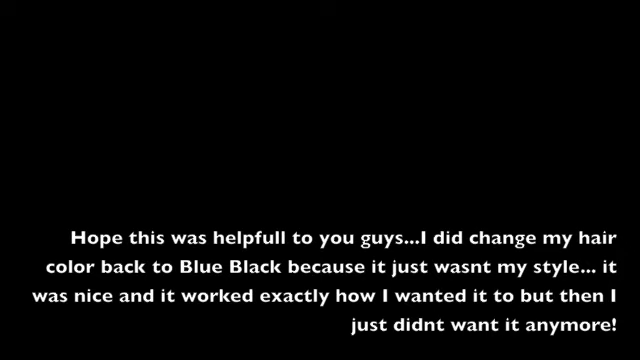 Hope this was helpfull to you guys...I did change my hair
color back to Blue Black because it just wasnt my style... it
was nice and it worked exactly how I wanted it to but then I
just didnt want it anymore!